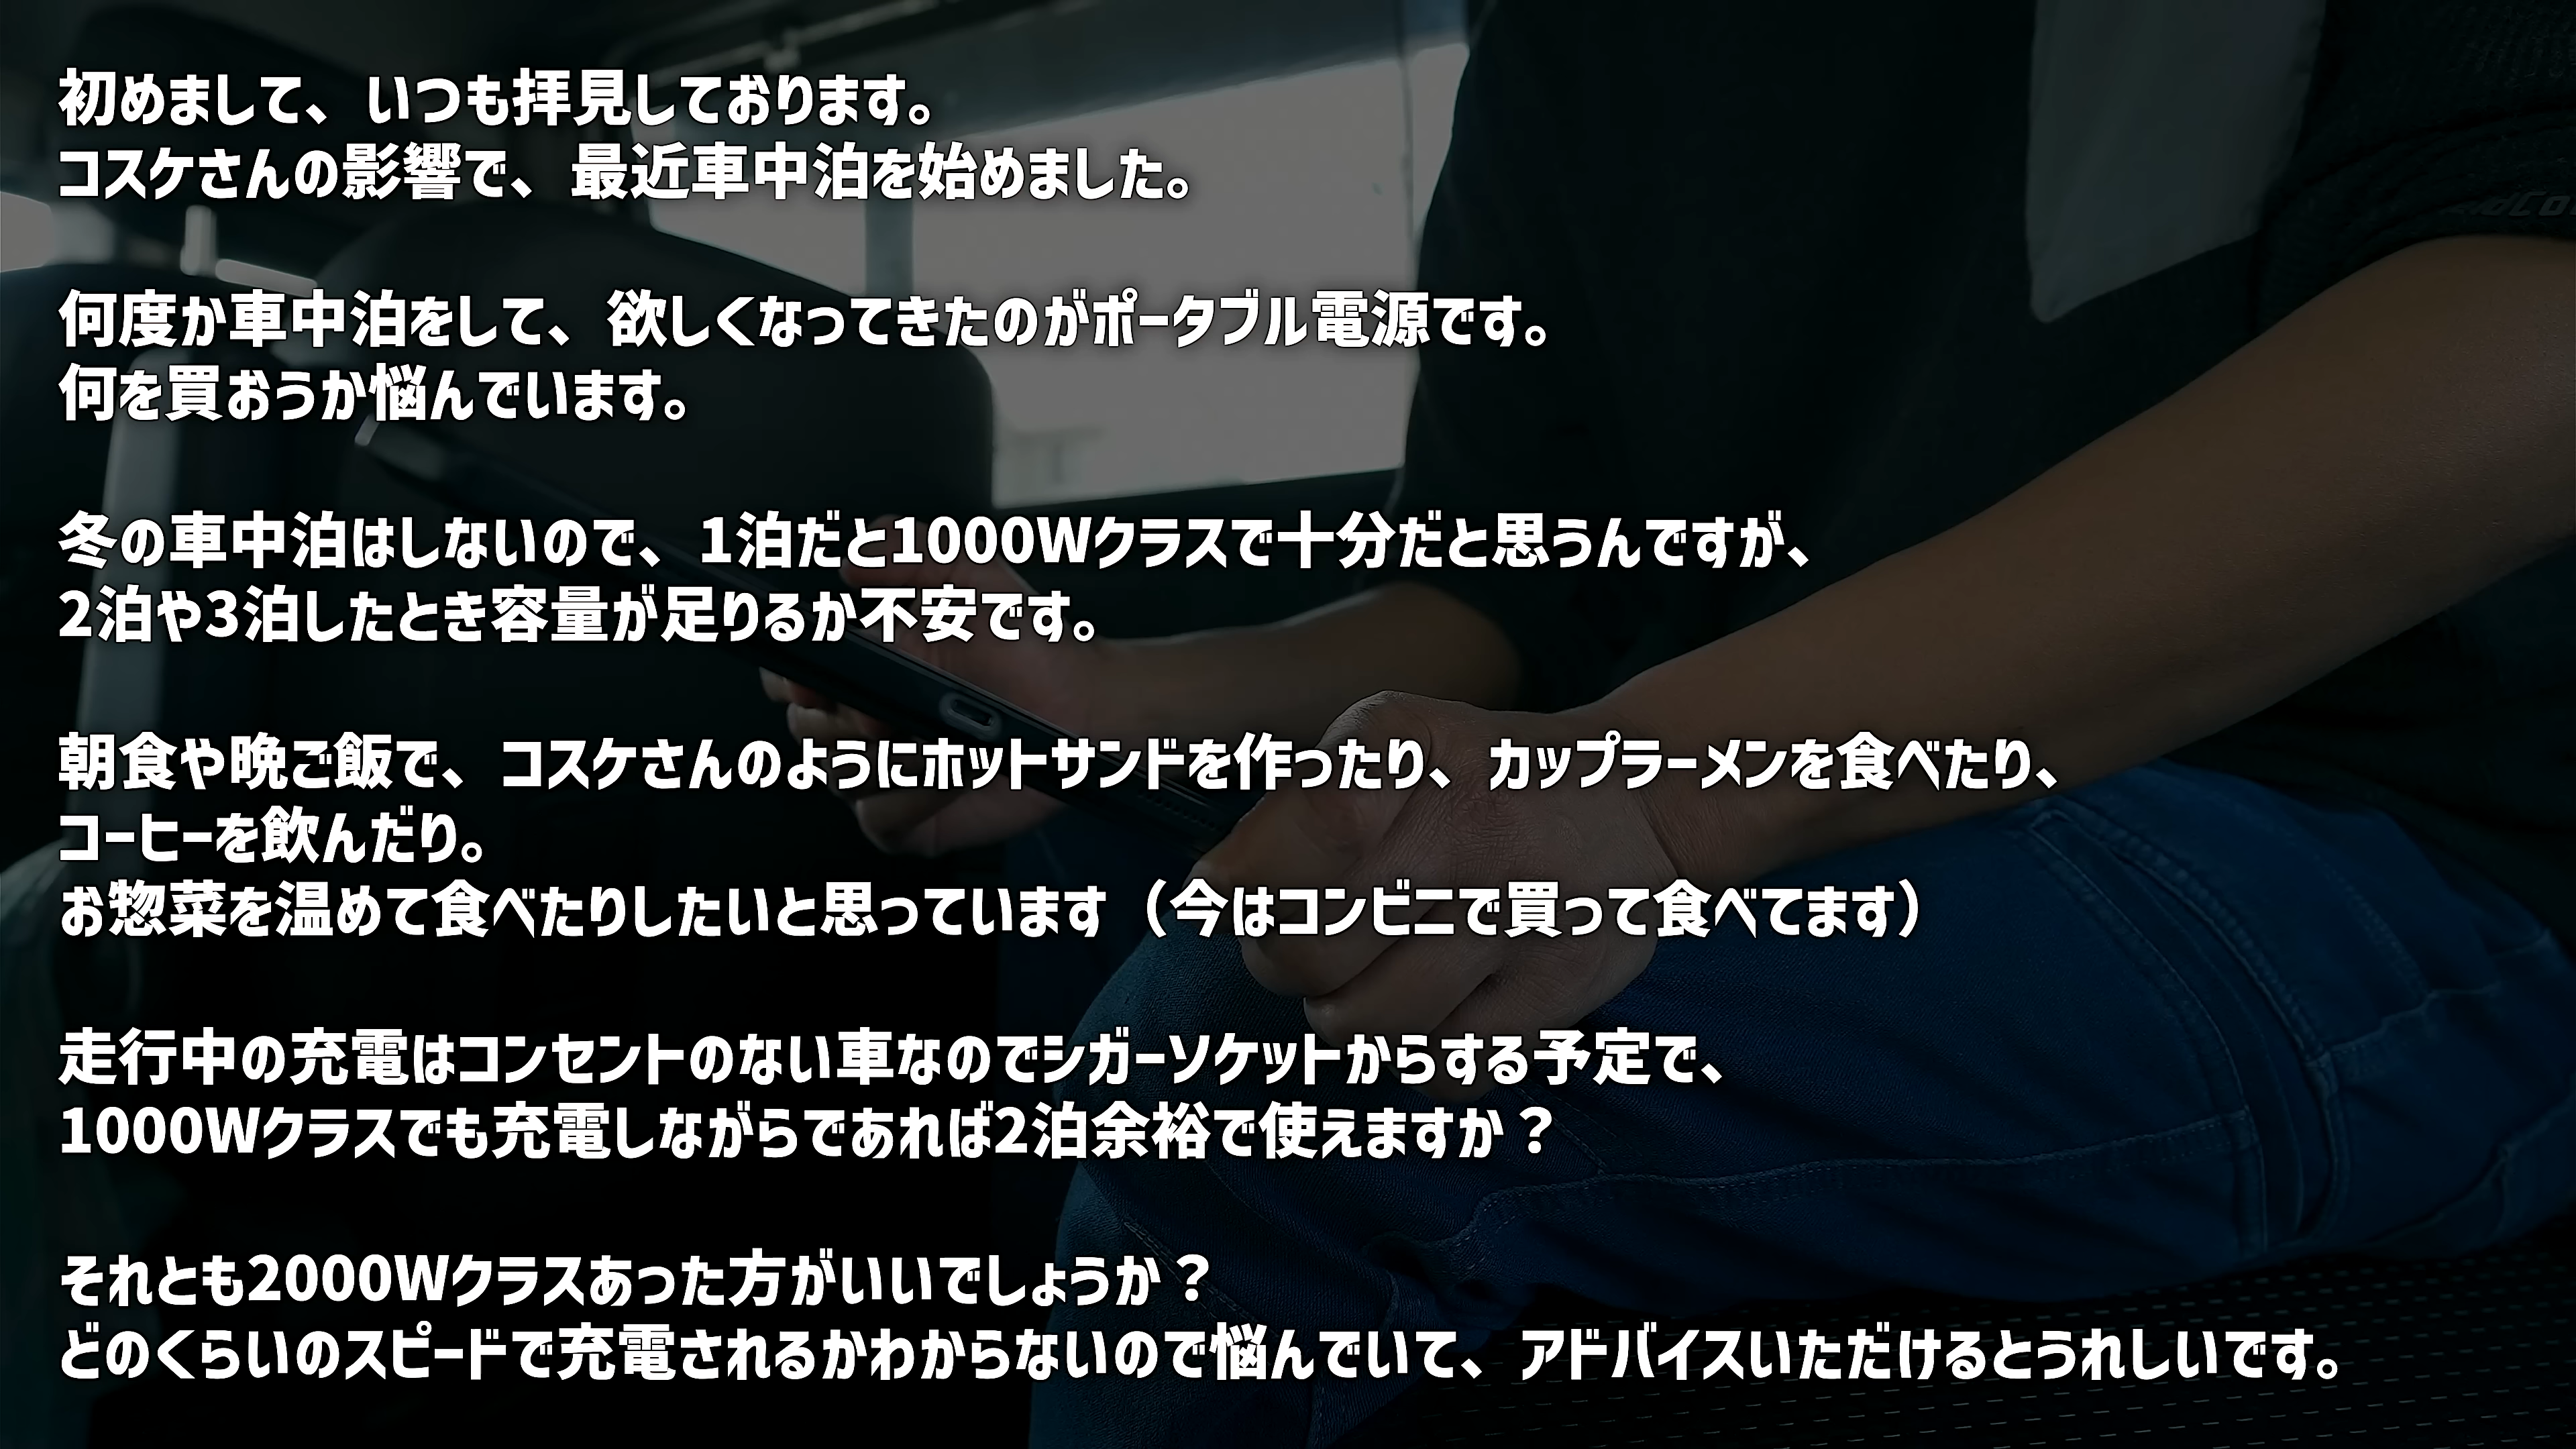 初めまして、いつも拝見しております。
コスケさんの影響で、最近車中泊を始めました。
何度か車中泊をして、欲しくなってきたのがポータブル電源です。
何を買おうか悩んでいます。
冬の車中泊はしないので、1泊だと1000Wクラスで十分だと思うんですが、
2泊や3泊したとき容量が足りるか不安です。
朝食や晩ご飯で、コスケさんのようにホットサンドを作ったり、カップラーメンを食べたり、
コーヒーを飲んだり。
お惣菜を温めて食べたりしたいと思っています（今はコンビニで買って食べてます）
走行中の充電はコンセントのない車なのでシガーソケットからする予定で、
1000Wクラスでも充電しながらであれば2泊余裕で使えますか？
それとも2000Wクラスあった方がいいでしょうか？
どのくらいのスピードで充電されるかわからないので悩んでいて、アドバイスいただけるとうれしいです。